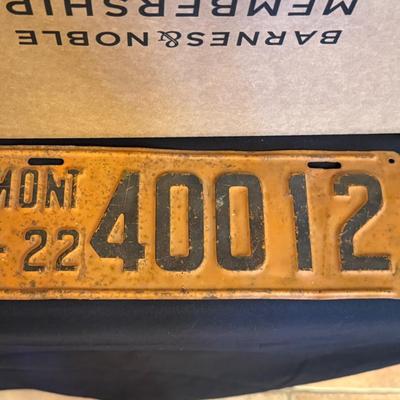 BARNES & NOBLE
MEMBERSHIP
MONT
-22
40012